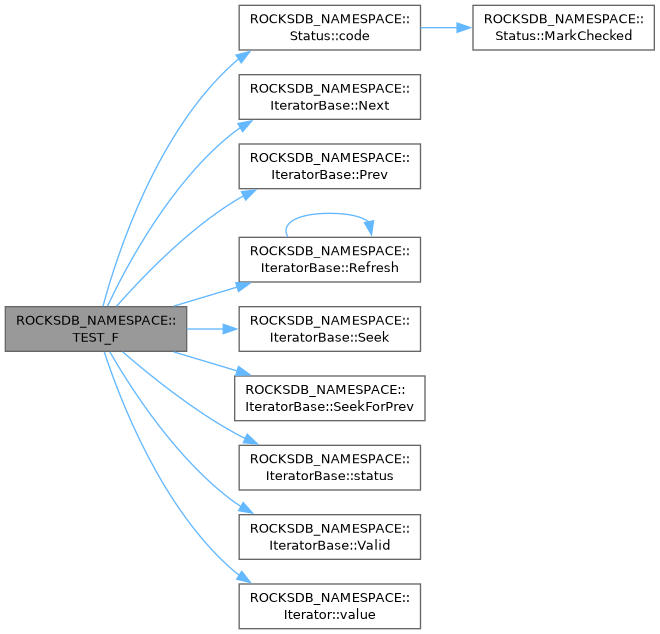 ROCKSDB_NAMESPACE::
Status::code
ROCKSDB_NAMESPACE::
Status::MarkChecked
ROCKSDB_NAMESPACE::
IteratorBase::Next
ROCKSDB_NAMESPACE::
IteratorBase::Prev
ROCKSDB_NAMESPACE::
IteratorBase::Refresh
ROCKSDB_NAMESPACE::
TEST_F
ROCKSDB_NAMESPACE::
IteratorBase::Seek
ROCKSDB_NAMESPACE::
IteratorBase::SeekForPrev
ROCKSDB_NAMESPACE::
IteratorBase::status
ROCKSDB_NAMESPACE::
IteratorBase::Valid
ROCKSDB_NAMESPACE::
Iterator::value